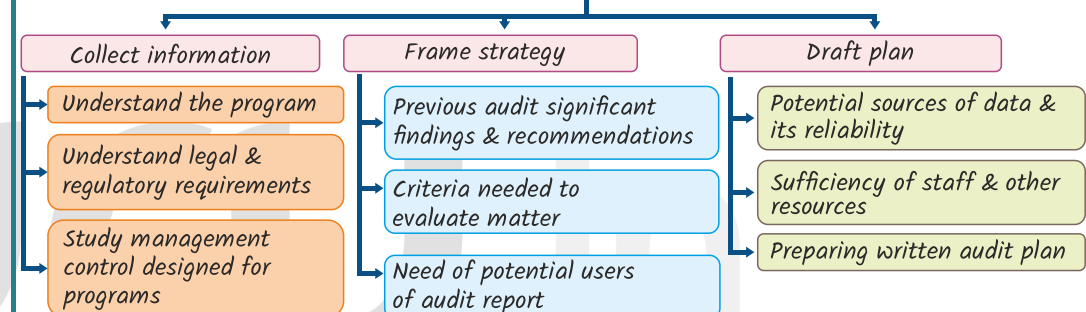 Collect information
Understand the program
Understand legal &
regulatory requirements
Study management
control designed for
programs
Frame strategy
Previous audit significant
findings & recommendations
Criteria needed to
evaluate matter
Need of potential users
of audit report
Draft plan
Potential sources of data &
its reliability
Sufficiency of staff & other
resources
Preparing written audit plan